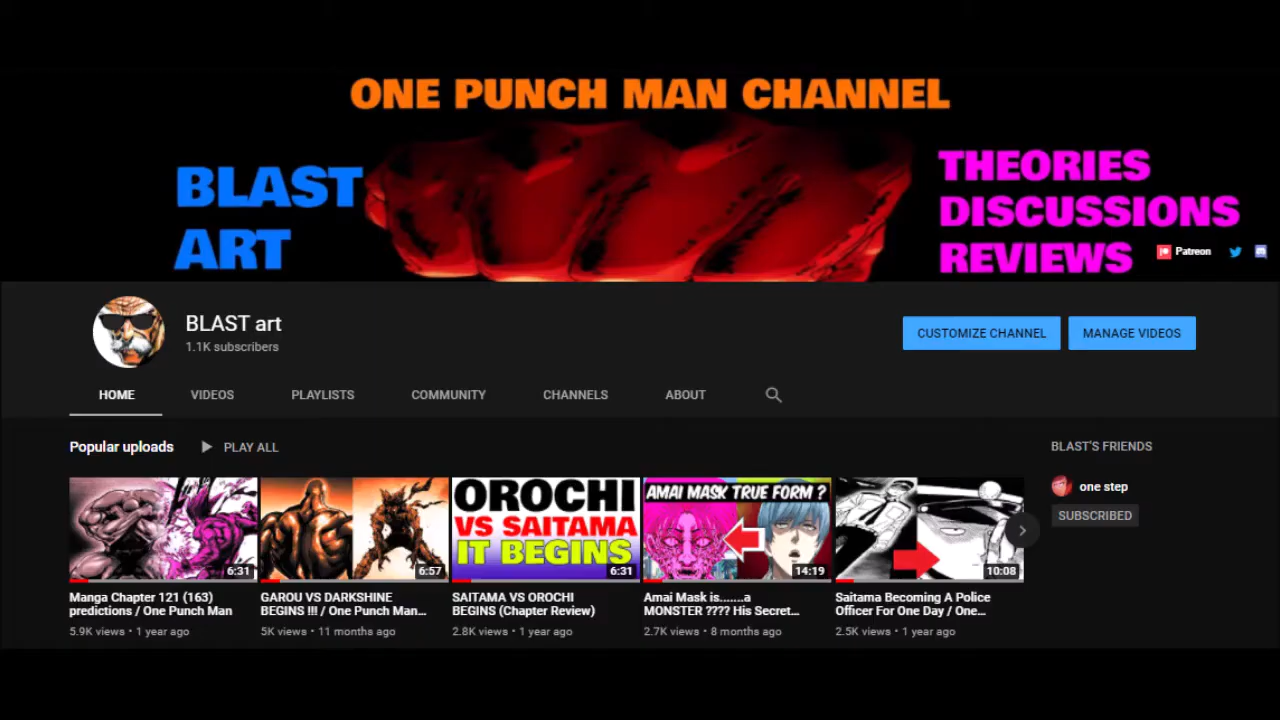 ONE PUNCH MAN CHANNEL
BLAST
ART
THEORIES
DISCUSSIONS
REVIEWS
Patreon
BLAST art
1.1K subscribers
CUSTOMIZE CHANNEL
MANAGE VIDEOS
HOME
VIDEOS
PLAYLISTS
COMMUNITY
CHANNELS
ABOUT
Popular uploads
PLAY ALL
BLAST'S FRIENDS
one step
SUBSCRIBED
6:31
Manga Chapter 121 (163)
predictions / One Punch Man
5.9K views • 1 year ago
6:57
GAROU VS DARKSHINE
BEGINS !!! / One Punch Man...
5K views • 11 months ago
OROCHI
VS SAITAMA
IT BEGINS
6:31
SAITAMA VS OROCHI
BEGINS (Chapter Review)
2.8K views • 1 year ago
AMAI MASK TRUE FORM ?
14:19
Amai Mask is.......a
MONSTER ???? His Secret...
2.7K views • 8 months ago
10:08
Saitama Becoming A Police
Officer For One Day / One...
2.5K views • 1 year ago